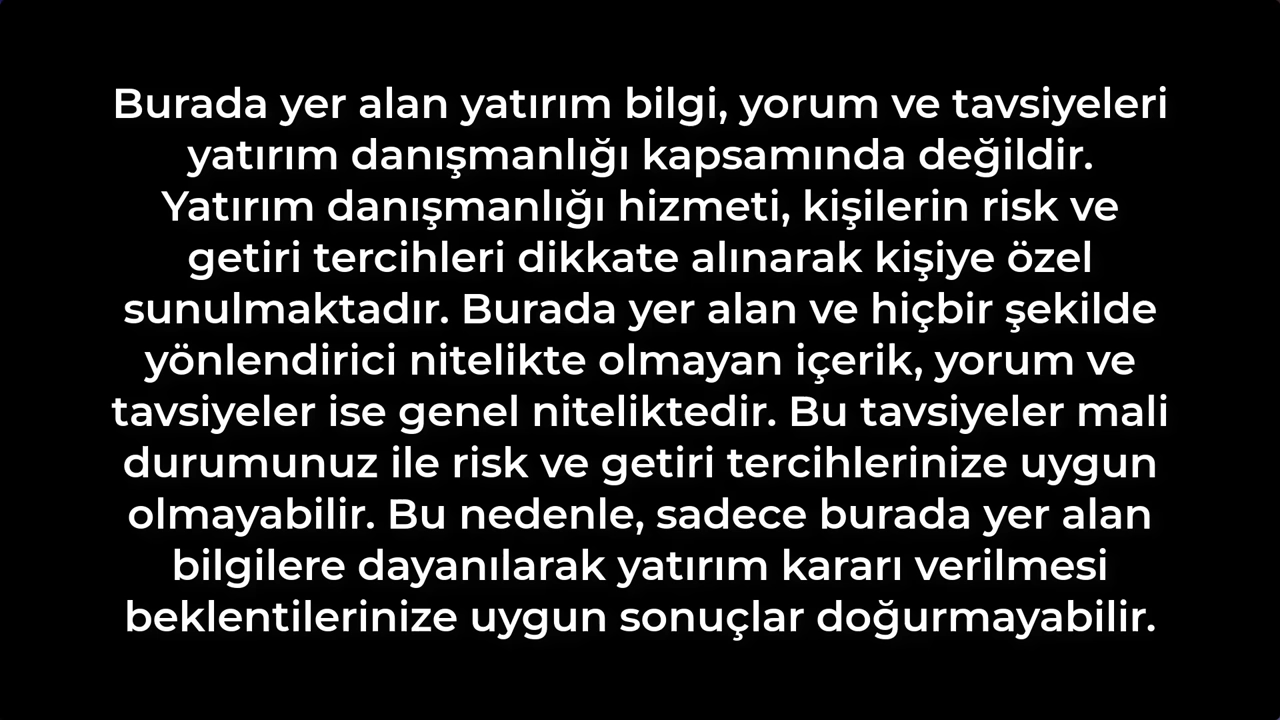 Burada yer alan yatırım bilgi, yorum ve tavsiyeleri
yatırım danışmanlığı kapsamında değildir.
Yatırım danışmanlığı hizmeti, kişilerin risk ve
getiri tercihleri dikkate alınarak kişiye özel
sunulmaktadır. Burada yer alan ve hiçbir şekilde
yönlendirici nitelikte olmayan içerik, yorum ve
tavsiyeler ise genel niteliktedir. Bu tavsiyeler mali
durumunuz ile risk ve getiri tercihlerinize uygun
olmayabilir. Bu nedenle, sadece burada yer alan
bilgilere dayanılarak yatırım kararı verilmesi
beklentilerinize uygun sonuçlar doğurmayabilir.